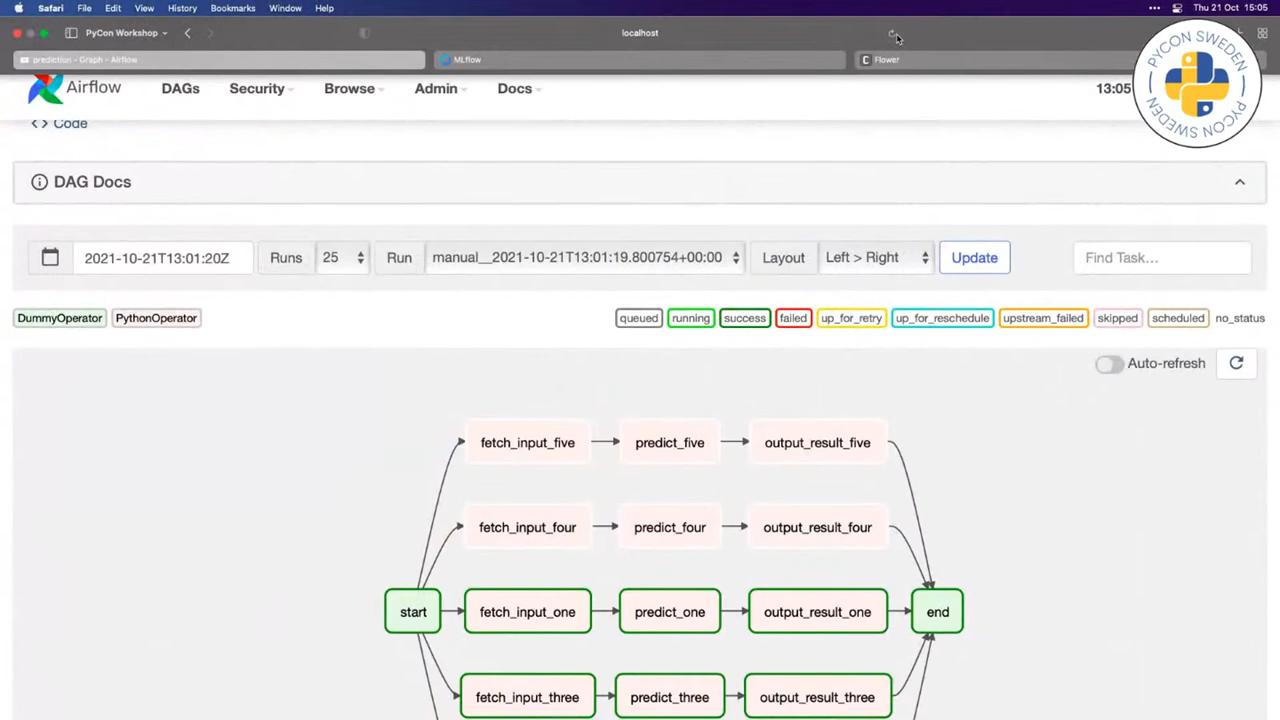 Safari File Edit View History Bookmarks Window Help Thu 21 Oct 15:05
PyCon Workshop localhost
prediction - Graph - Airflow MLflow Flower
Airflow DAGs Security Browse Admin Docs 13:05
PYCON SWEDEN PYCON SWEDEN
<> Code
DAG Docs
2021-10-21T13:01:20Z Runs 25 Run manual__2021-10-21T13:01:19.800754+00:00 Layout Left > Right Update Find Task…
DummyOperator PythonOperator queued running success failed up_for_retry up_for_reschedule upstream_failed skipped scheduled no_status
Auto-refresh
fetch_input_five predict_five output_result_five
fetch_input_four predict_four output_result_four
start fetch_input_one predict_one output_result_one end
fetch_input_three predict_three output_result_three